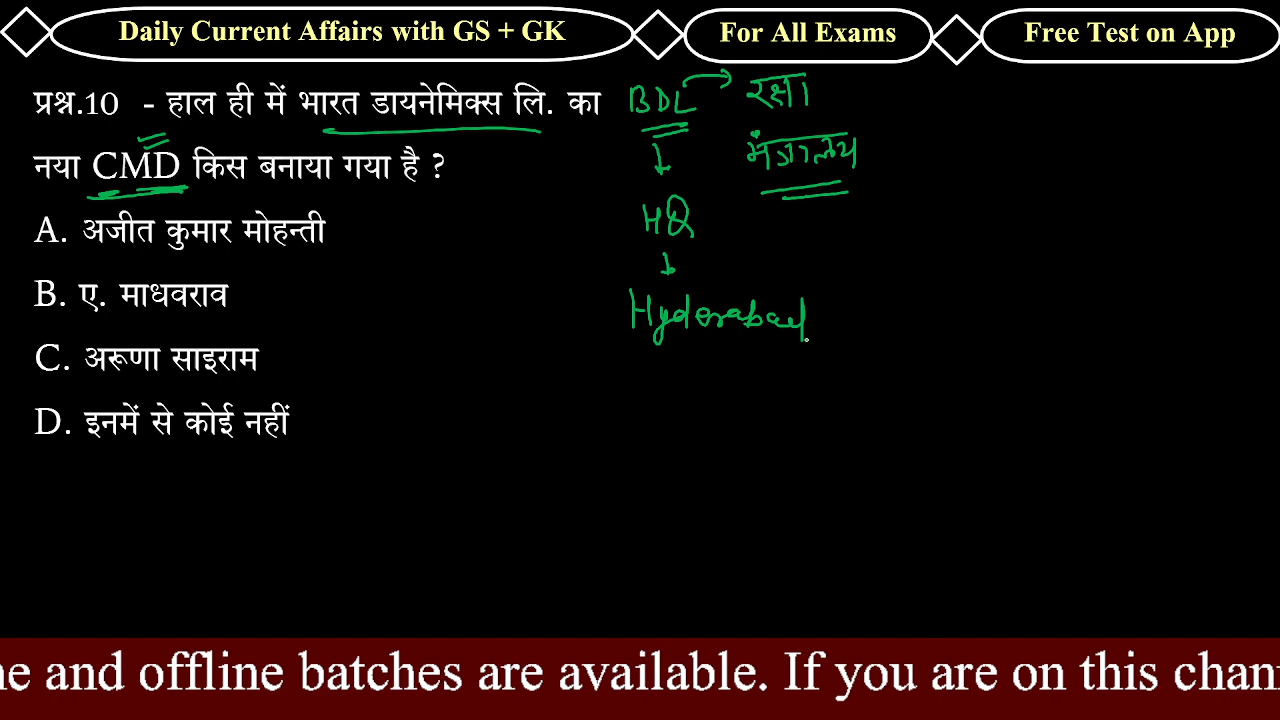 Daily Current Affairs with GS + GK
For All Exams
Free Test on App
प्रश्न.10 - हाल ही में भारत डायनेमिक्स लि. का
नया CMD किस बनाया गया है ?
A. अजीत कुमार मोहन्ती
B. ए. माधवराव
C. अरूणा साइराम
D. इनमें से कोई नहीं
BDL
रक्षा
मंत्रालय
HQ
Hyderabad
ne and offline batches are available. If you are on this chan